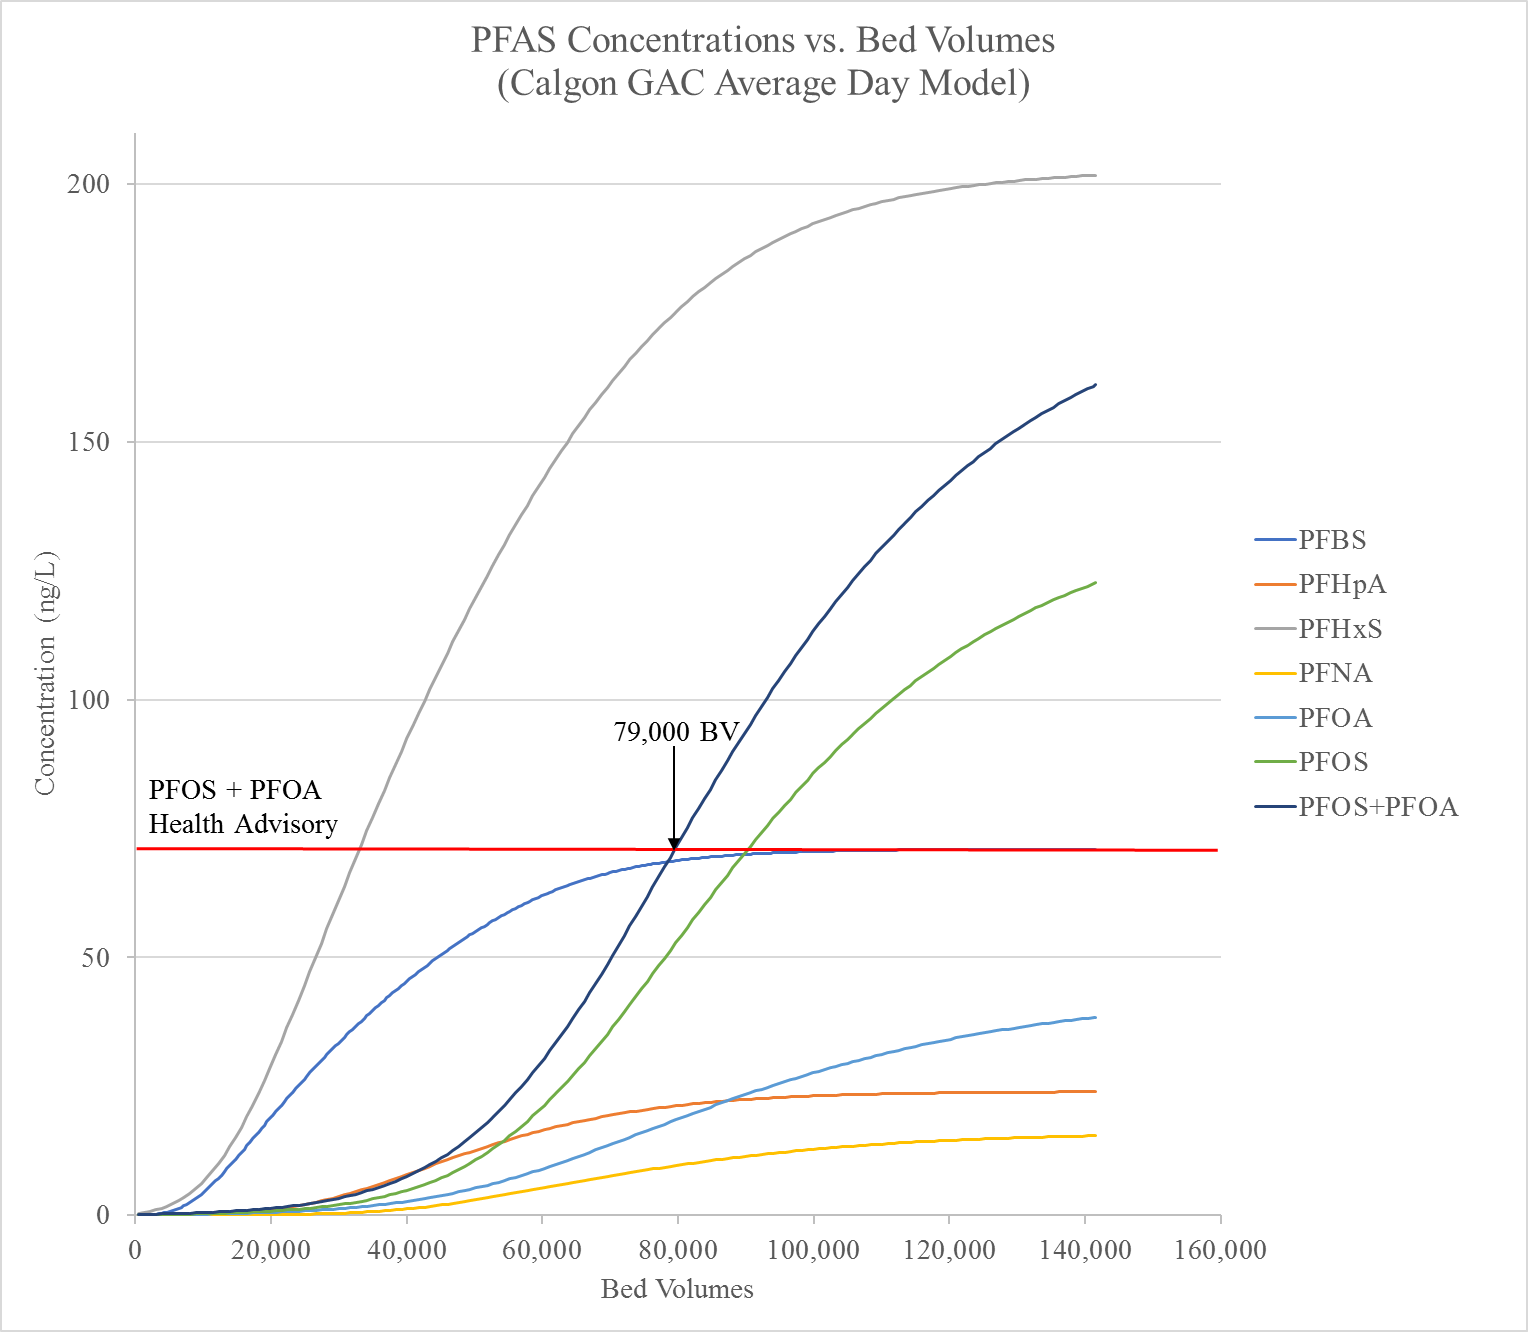 PFAS Concentrations vs. Bed Volumes
(Calgon GAC Average Day Model)
200
150
100
50
0
Concentration (ng/L)
79,000 BV
PFOS + PFOA
Health Advisory
PFBS
PFHpA
PFHxS
PFNA
PFOA
PFOS
PFOS+PFOA
0 20,000 40,000 60,000 80,000 100,000 120,000 140,000 160,000
Bed Volumes